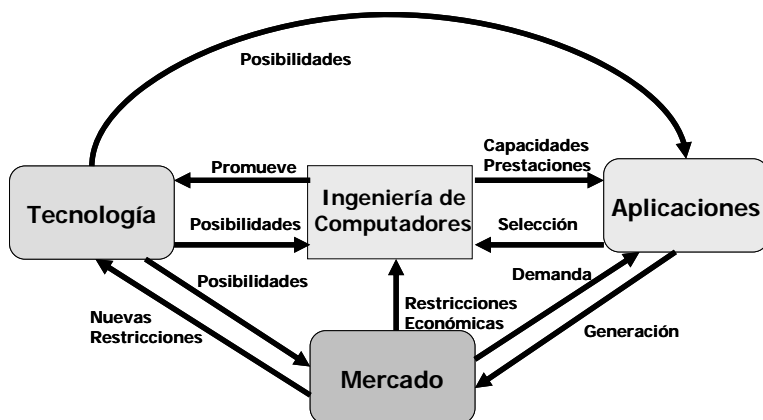 Posibilidades
Capacidades
Prestaciones
Promueve
Ingeniería de
Computadores
Tecnología
Aplicaciones
Posibilidades
Selección
Posibilidades
Demanda
Nuevas
Restricciones
Restricciones
Económicas
Generación
Mercado